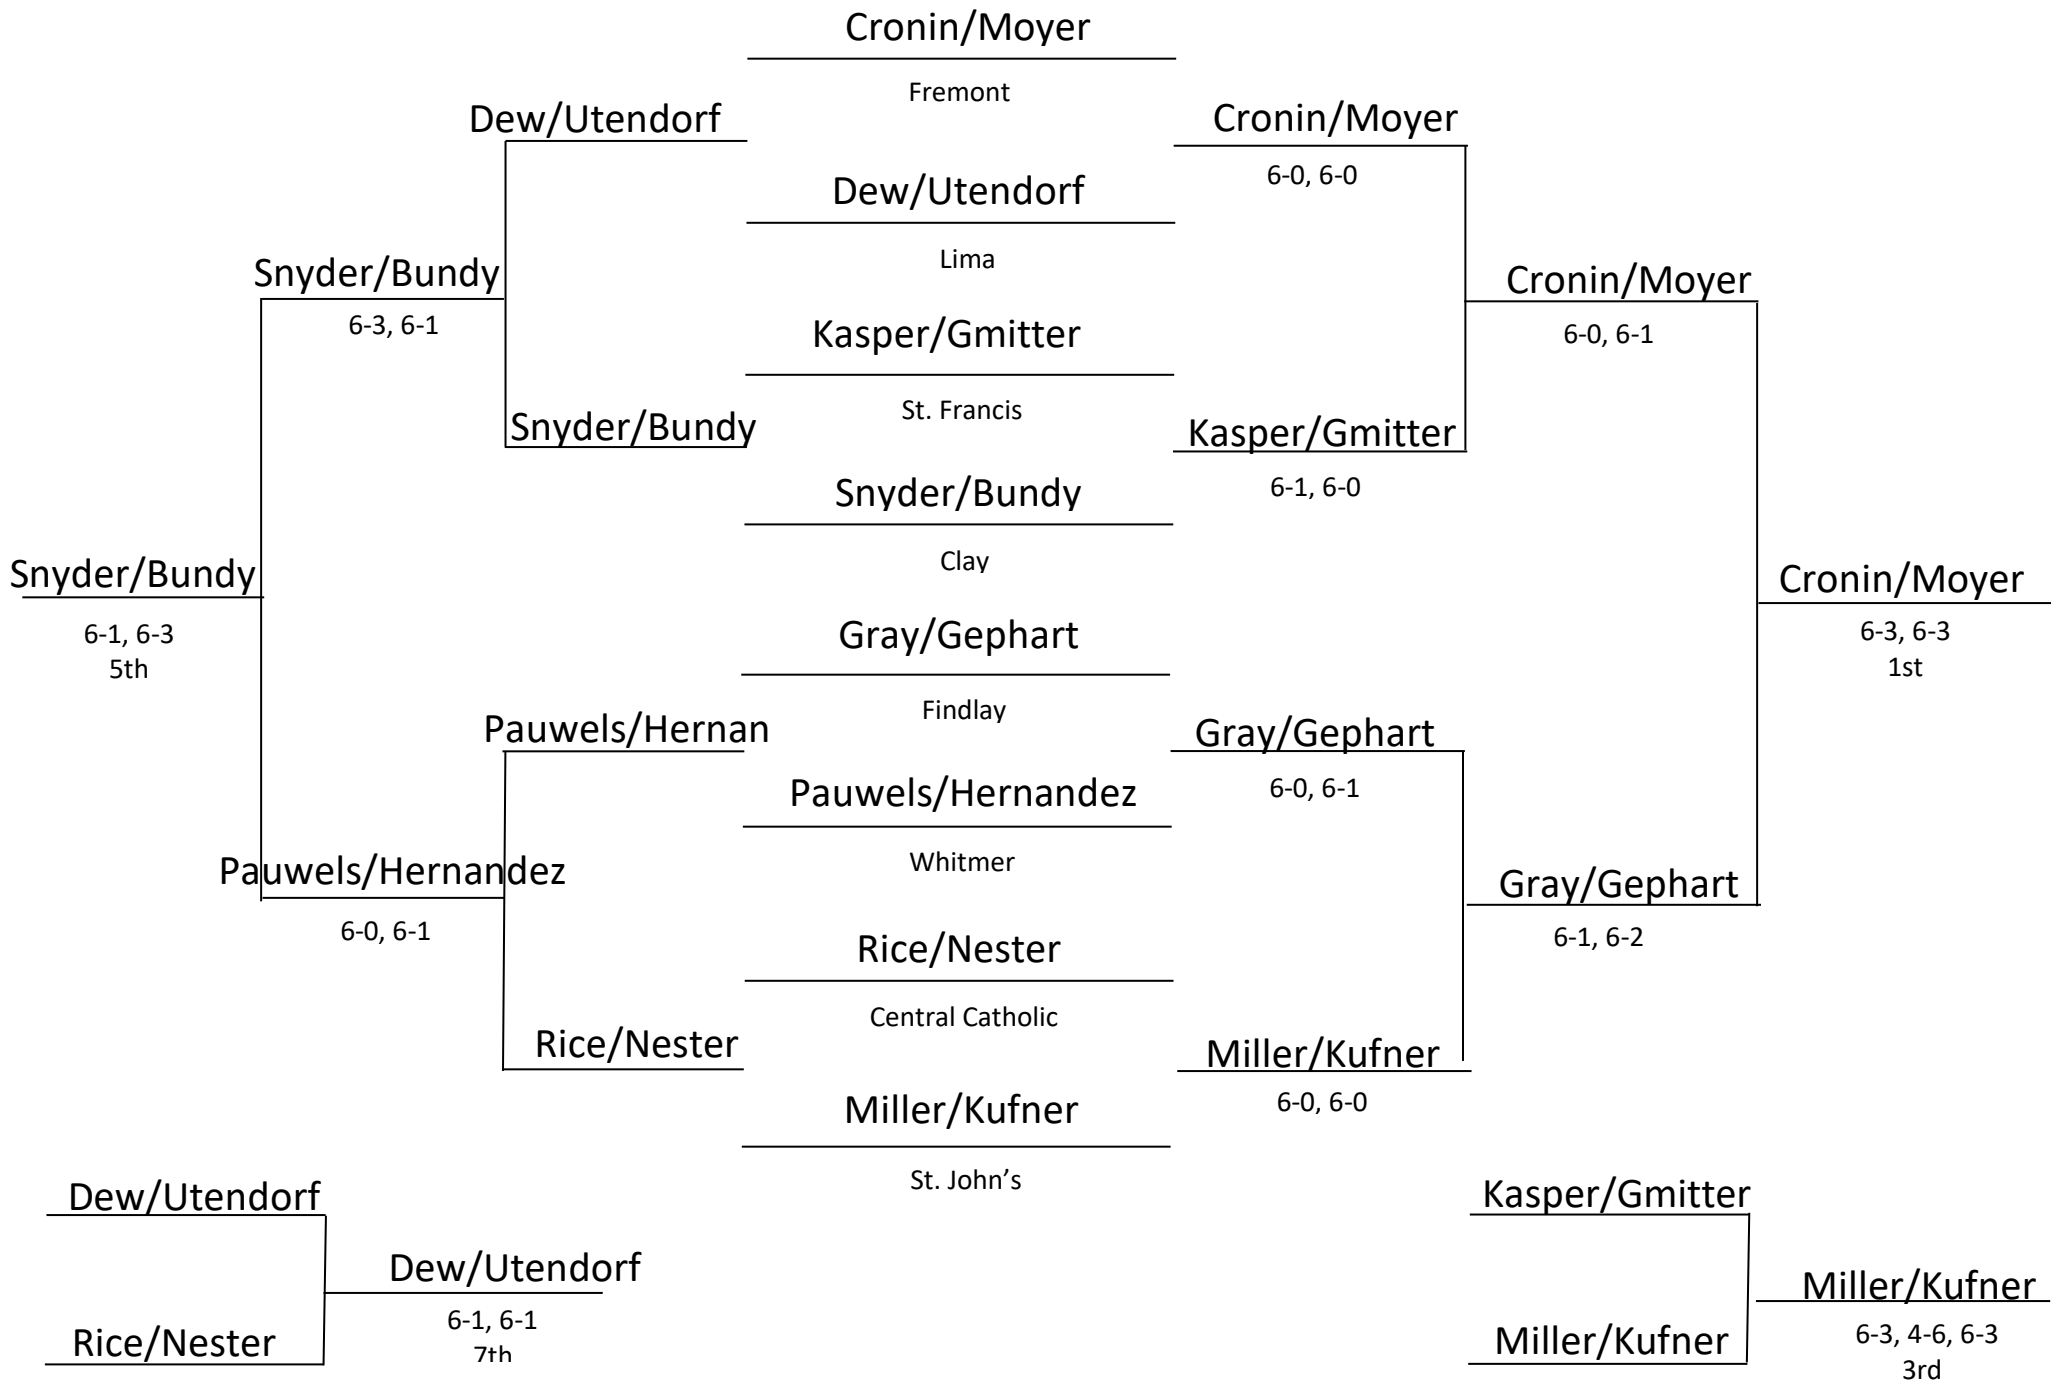 Cronin/Moyer
Fremont
Dew/Utendorf
Cronin/Moyer
6-0, 6-0
Dew/Utendorf
Lima
Snyder/Bundy
6-3, 6-1
Cronin/Moyer
6-0, 6-1
Kasper/Gmitter
St. Francis
Snyder/Bundy
Kasper/Gmitter
6-1, 6-0
Snyder/Bundy
Clay
Snyder/Bundy
6-1, 6-3
5th
Cronin/Moyer
6-3, 6-3
1st
Gray/Gephart
Findlay
Pauwels/Hernan
Gray/Gephart
6-0, 6-1
Pauwels/Hernandez
Whitmer
Pauwels/Hernandez
6-0, 6-1
Gray/Gephart
6-1, 6-2
Rice/Nester
Central Catholic
Rice/Nester
Miller/Kufner
6-0, 6-0
Miller/Kufner
St. John’s
Dew/Utendorf
Dew/Utendorf
6-1, 6-1
7th
Rice/Nester
Kasper/Gmitter
Miller/Kufner
6-3, 4-6, 6-3
3rd
Miller/Kufner